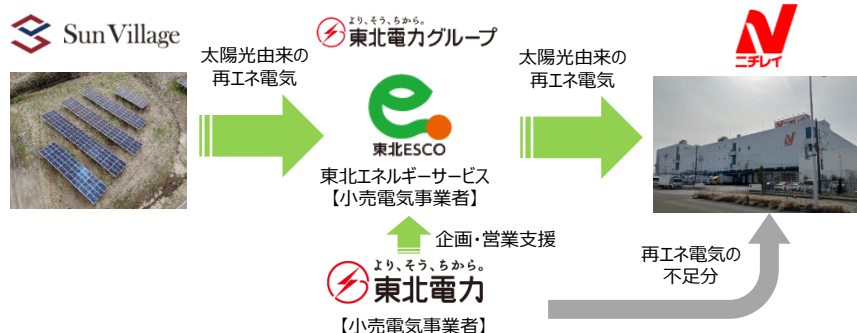 Sun Village
太陽光由来の
再エネ電気
より、そう、ちから。
東北電力グループ
東北ESCO
東北エネルギーサービス
【小売電気事業者】
太陽光由来の
再エネ電気
ニチレイ
企画・営業支援
より、そう、ちから。
東北電力
【小売電気事業者】
再エネ電気の
不足分